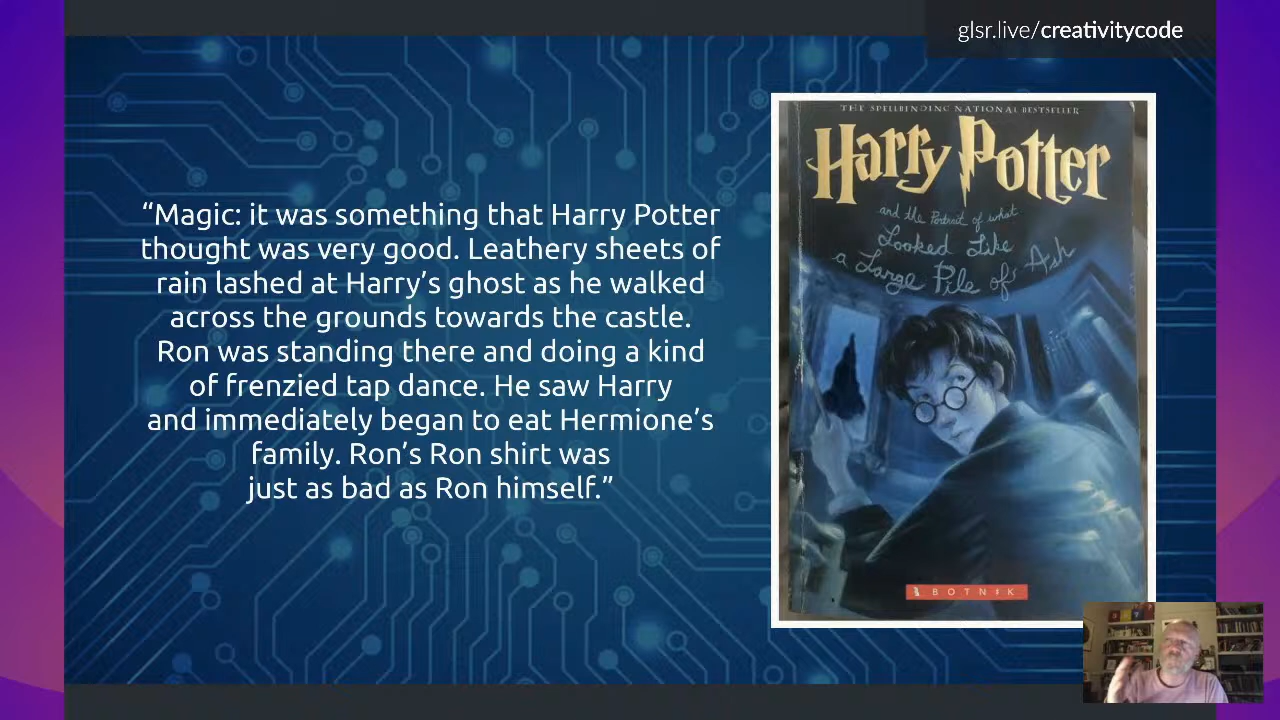 glsr.live/creativitycode
“Magic: it was something that Harry Potter
thought was very good. Leathery sheets of
rain lashed at Harry’s ghost as he walked
across the grounds towards the castle.
Ron was standing there and doing a kind
of frenzied tap dance. He saw Harry
and immediately began to eat Hermione’s
family. Ron’s Ron shirt was
just as bad as Ron himself.”
THE SPELLBINDING NATIONAL BESTSELLER
Harry Potter
and the Portrait of what
Looked Like
a Large Pile of Ash
BOTNIK